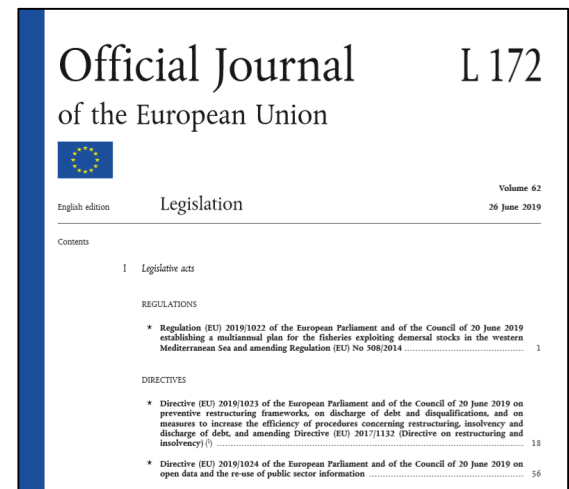 Official Journal L 172
of the European Union
Volume 62
English edition Legislation 26 June 2019
Contents
I Legislative acts
REGULATIONS
* Regulation (EU) 2019/1022 of the European Parliament and of the Council of 20 June 2019
establishing a multiannual plan for the fisheries exploiting demersal stocks in the western
Mediterranean Sea and amending Regulation (EU) No 508/2014 ........................................ 1
DIRECTIVES
* Directive (EU) 2019/1023 of the European Parliament and of the Council of 20 June 2019 on
preventive restructuring frameworks, on discharge of debt and disqualifications, and on
measures to increase the efficiency of procedures concerning restructuring, insolvency and
discharge of debt, and amending Directive (EU) 2017/1132 (Directive on restructuring and
insolvency) (¹) ........................................ 18
* Directive (EU) 2019/1024 of the European Parliament and of the Council of 20 June 2019 on
open data and the re-use of public sector information ........................................ 56